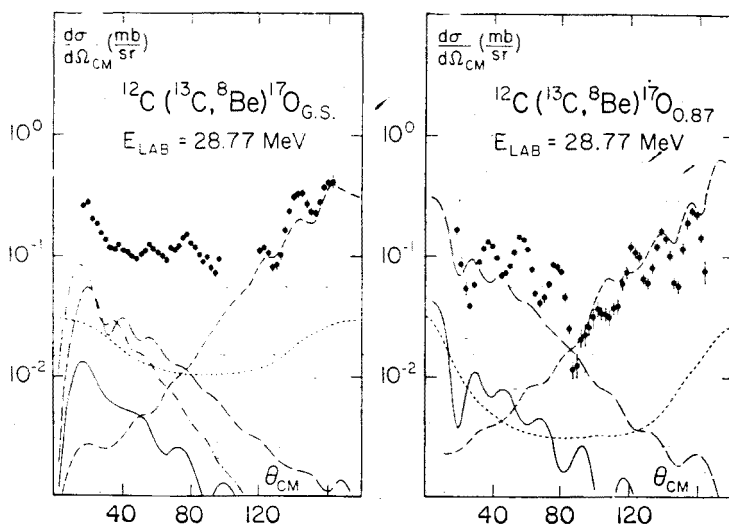 dσ/dΩCM (mb/sr)
¹²C (¹³C, ⁸Be) ¹⁷O G.S.
E LAB = 28.77 MeV
10⁰
10⁻¹
10⁻²
θCM
40 80 120
dσ/dΩCM (mb/sr)
¹²C (¹³C, ⁸Be) ¹⁷O 0.87
E LAB = 28.77 MeV
10⁰
10⁻¹
10⁻²
θCM
40 80 120